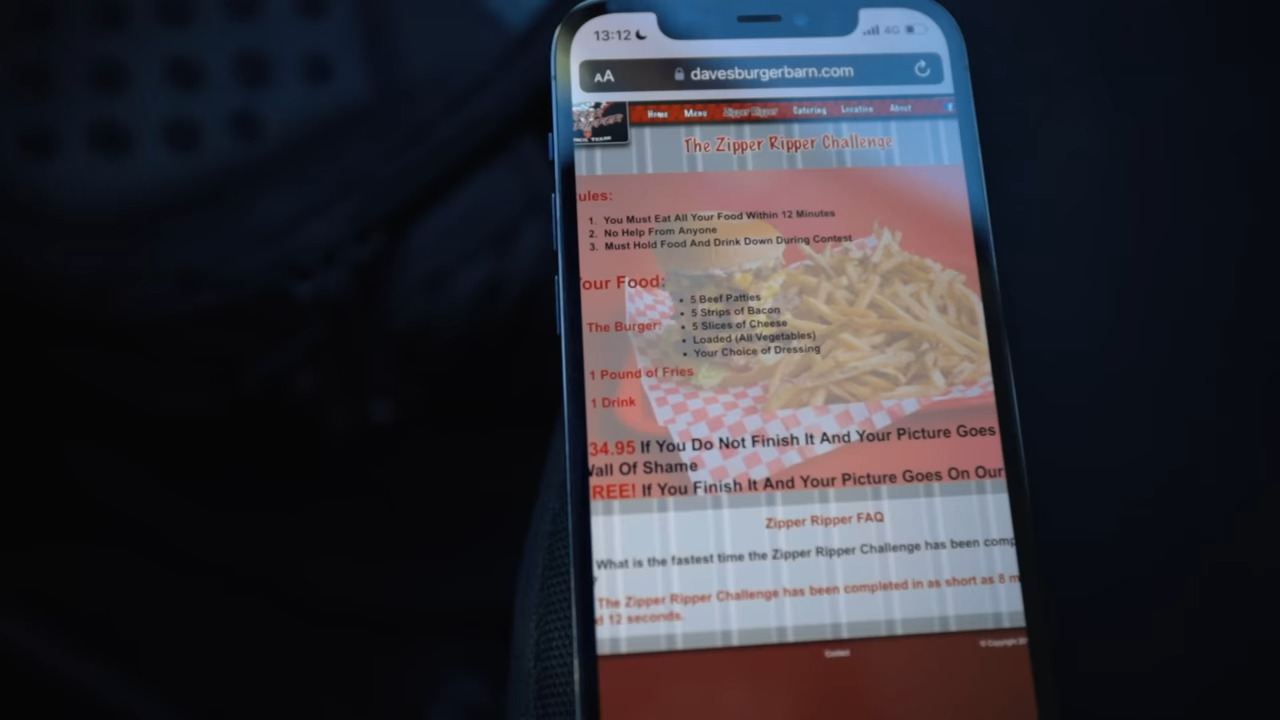 13:12
4G
AA davesburgerbarn.com
Home Menu Zipper Ripper Catering Location About
The Zipper Ripper Challenge
ules:
1. You Must Eat All Your Food Within 12 Minutes
2. No Help From Anyone
3. Must Hold Food And Drink Down During Contest
our Food:
The Burger:
• 5 Beef Patties
• 5 Strips of Bacon
• 5 Slices of Cheese
• Loaded (All Vegetables)
• Your Choice of Dressing
1 Pound of Fries
1 Drink
34.95 If You Do Not Finish It And Your Picture Goes
Wall Of Shame
REE! If You Finish It And Your Picture Goes On Our
Zipper Ripper FAQ
What is the fastest time the Zipper Ripper Challenge has been comp
?
The Zipper Ripper Challenge has been completed in as short as 8 m
d 12 seconds.
Contact
© Copyright